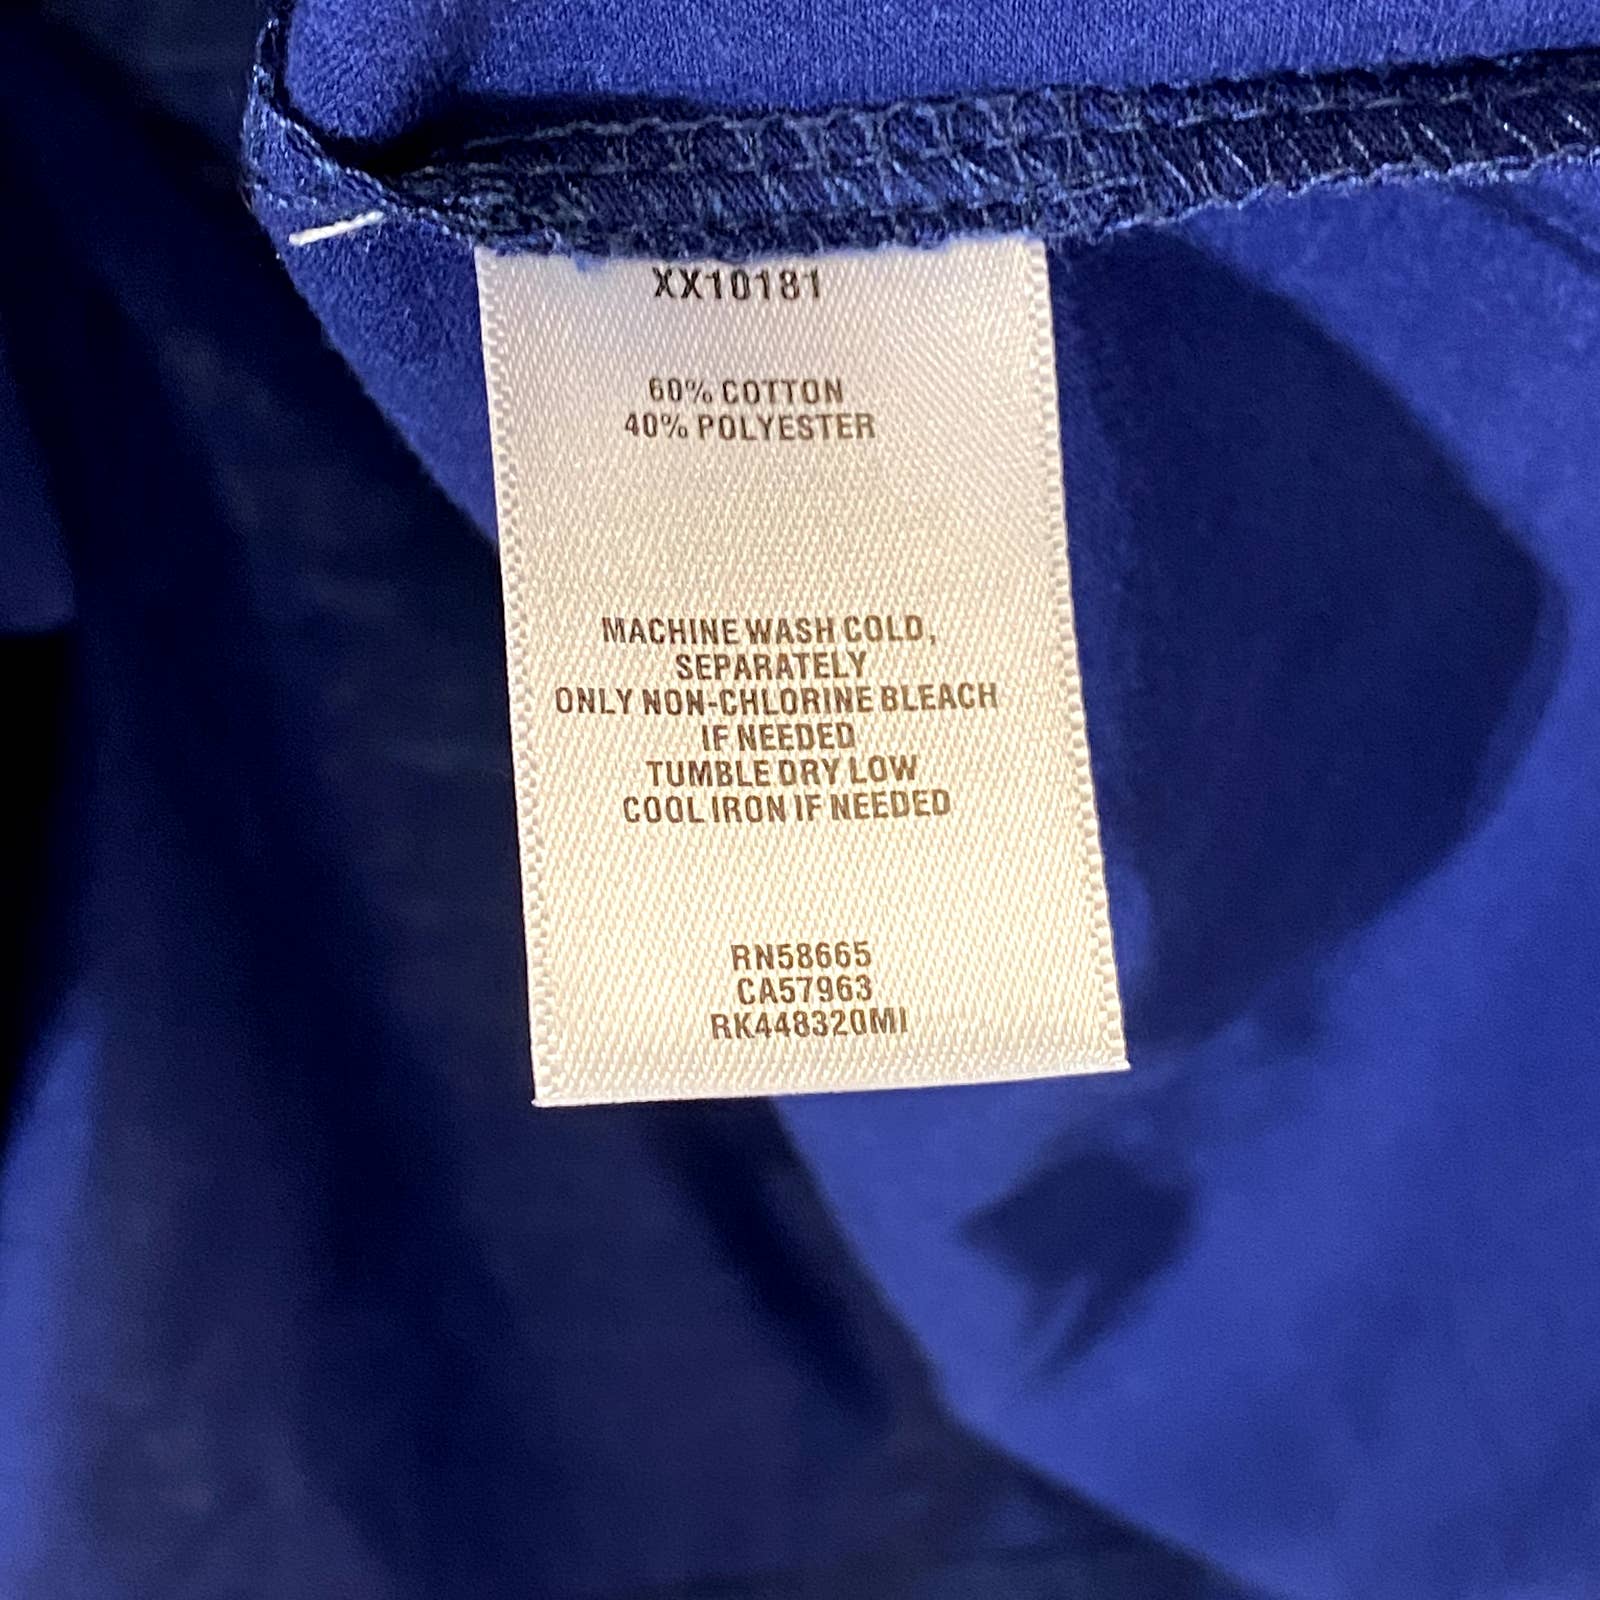 XX10181
60% COTTON
40% POLYESTER
MACHINE WASH COLD,
SEPARATELY
ONLY NON-CHLORINE BLEACH
IF NEEDED
TUMBLE DRY LOW
COOL IRON IF NEEDED
RN58665
CA57963
RK448320MI